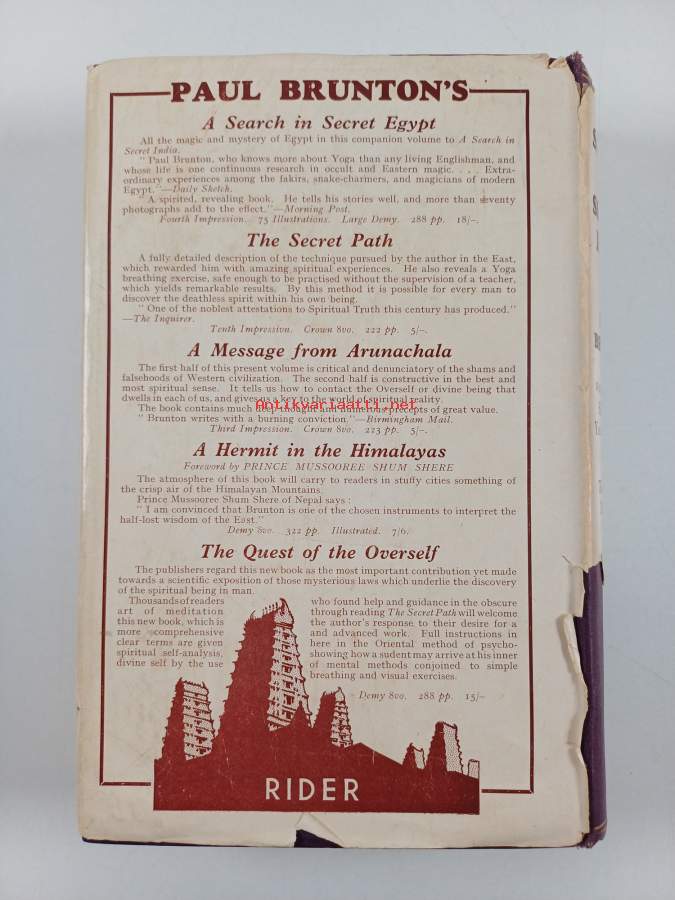 PAUL BRUNTON'S
A Search in Secret Egypt
All the magic and mystery of Egypt in this companion volume to A Search in
Secret India.
" Paul Brunton, who knows more about Yoga than any living Englishman, and
whose life is one continuous research in occult and Eastern magic. . . . Extra-
ordinary experiences among the fakirs, snake-charmers, and magicians of modern
Egypt."—Daily Sketch.
" A spirited, revealing book. He tells his stories well, and more than seventy
photographs add to the effect."—Morning Post.
Fourth Impression. 75 Illustrations. Large Demy. 288 pp. 18/-.
The Secret Path
A fully detailed description of the technique pursued by the author in the East,
which rewarded him with amazing spiritual experiences. He also reveals a Yoga
breathing exercise, safe enough to be practised without the supervision of a teacher,
which yields remarkable results. By this method it is possible for every man to
discover the deathless spirit within his own being.
" One of the noblest attestations to Spiritual Truth this century has produced."
—The Inquirer.
Tenth Impression. Crown 8vo. 222 pp. 5/-.
A Message from Arunachala
The first half of this present volume is critical and denunciatory of the shams and
falsehoods of Western civilization. The second half is constructive in the best and
most spiritual sense. It tells us how to contact the Overself or divine being that
dwells in each of us, and gives us a key to the world of spiritual reality.
Antikvariaatti.net
The book contains much deep thought and numerous precepts of great value.
" Brunton writes with a burning conviction."—Birmingham Mail.
Third Impression. Crown 8vo. 223 pp. 5/-.
A Hermit in the Himalayas
Foreword by PRINCE MUSSOOREE SHUM SHERE
The atmosphere of this book will carry to readers in stuffy cities something of
the crisp air of the Himalayan Mountains.
Prince Mussooree Shum Shere of Nepal says :
" I am convinced that Brunton is one of the chosen instruments to interpret the
half-lost wisdom of the East."
Demy 8vo. 322 pp. Illustrated. 7/6.
The Quest of the Overself
The publishers regard this new book as the most important contribution yet made
towards a scientific exposition of those mysterious laws which underlie the discovery
of the spiritual being in man.
Thousands of readers who found help and guidance in the obscure
art of meditation through reading The Secret Path will welcome
this new book, which is the author's response to their desire for a
more comprehensive and advanced work. Full instructions in
clear terms are given here in the Oriental method of psycho-
spiritual self-analysis, showing how a sudent may arrive at his inner
divine self by the use of mental methods conjoined to simple
breathing and visual exercises.
Demy 8vo. 288 pp. 15/-
RIDER